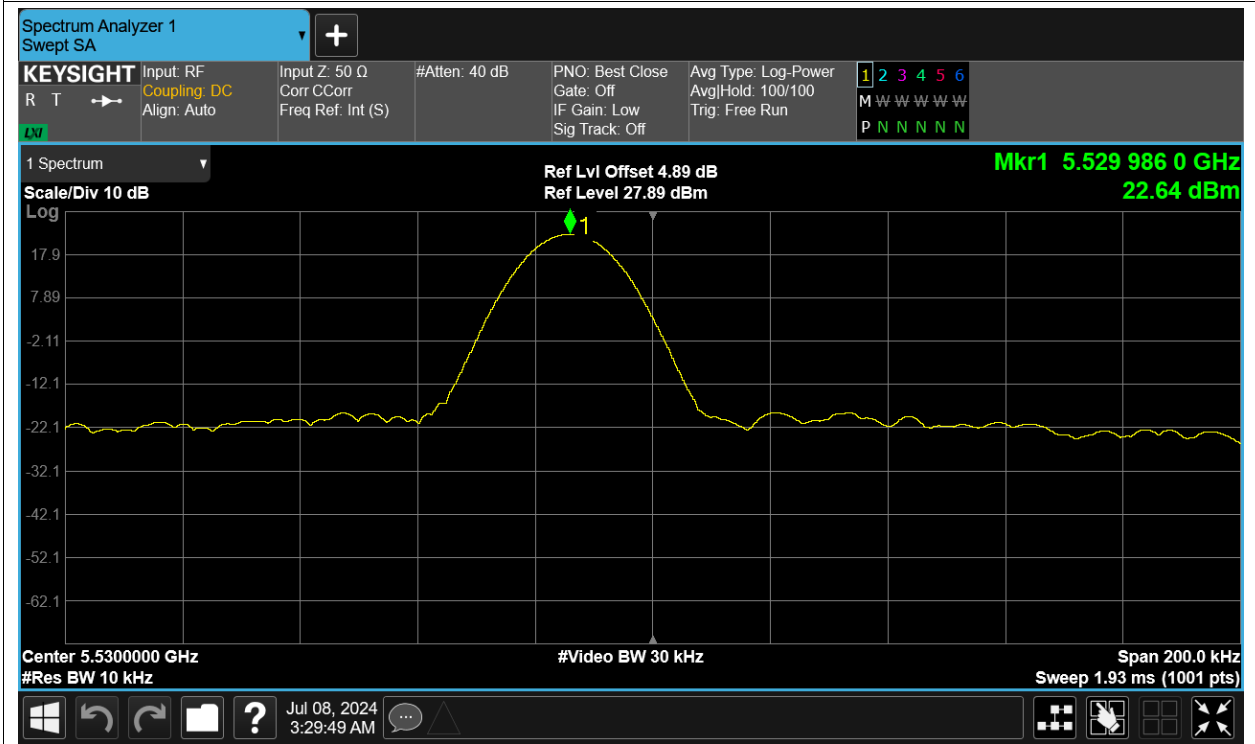 Spectrum Analyzer 1
Swept SA
KEYSIGHT
R T
LXI
Input: RF
Coupling: DC
Align: Auto
Input Z: 50 Ω
Corr CCorr
Freq Ref: Int (S)
#Atten: 40 dB
PNO: Best Close
Gate: Off
IF Gain: Low
Sig Track: Off
Avg Type: Log-Power
Avg|Hold: 100/100
Trig: Free Run
1 2 3 4 5 6
M W W W W W
P N N N N N
1 Spectrum
Scale/Div 10 dB
Log
Ref Lvl Offset 4.89 dB
Ref Level 27.89 dBm
Mkr1 5.529 986 0 GHz
22.64 dBm
1
17.9
7.89
-2.11
-12.1
-22.1
-32.1
-42.1
-52.1
-62.1
Center 5.5300000 GHz
#Res BW 10 kHz
#Video BW 30 kHz
Span 200.0 kHz
Sweep 1.93 ms (1001 pts)
?
Jul 08, 2024
3:29:49 AM